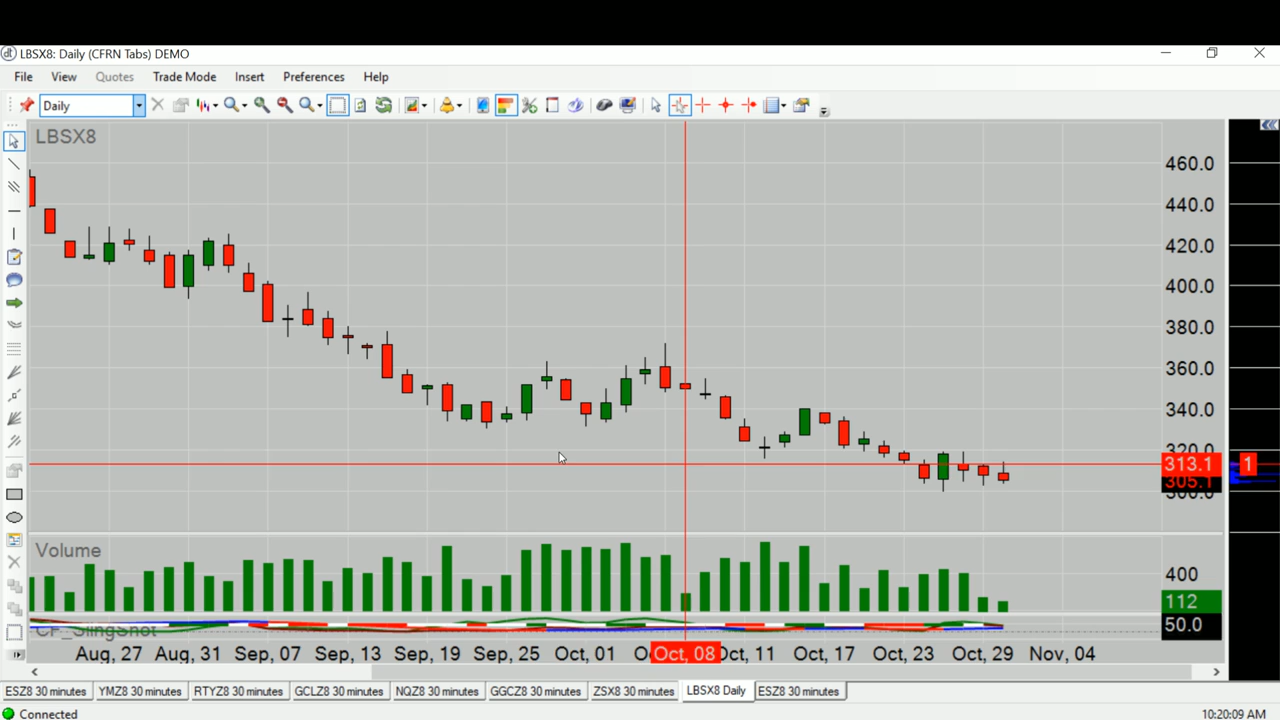 LBSX8: Daily (CFRN Tabs) DEMO
File View Quotes Trade Mode Insert Preferences Help
Daily
LBSX8
460.0
440.0
420.0
400.0
380.0
360.0
340.0
320.0
313.1 1
305.1
300.0
Volume
400
112
CF_SlingShot
50.0
Aug, 27 Aug, 31 Sep, 07 Sep, 13 Sep, 19 Sep, 25 Oct, 01 Oct, 08 Oct, 11 Oct, 17 Oct, 23 Oct, 29 Nov, 04
ESZ8 30 minutes YMZ8 30 minutes RTYZ8 30 minutes GCLZ8 30 minutes NQZ8 30 minutes GGCZ8 30 minutes ZSX8 30 minutes LBSX8 Daily ESZ8 30 minutes
Connected 10:20:09 AM